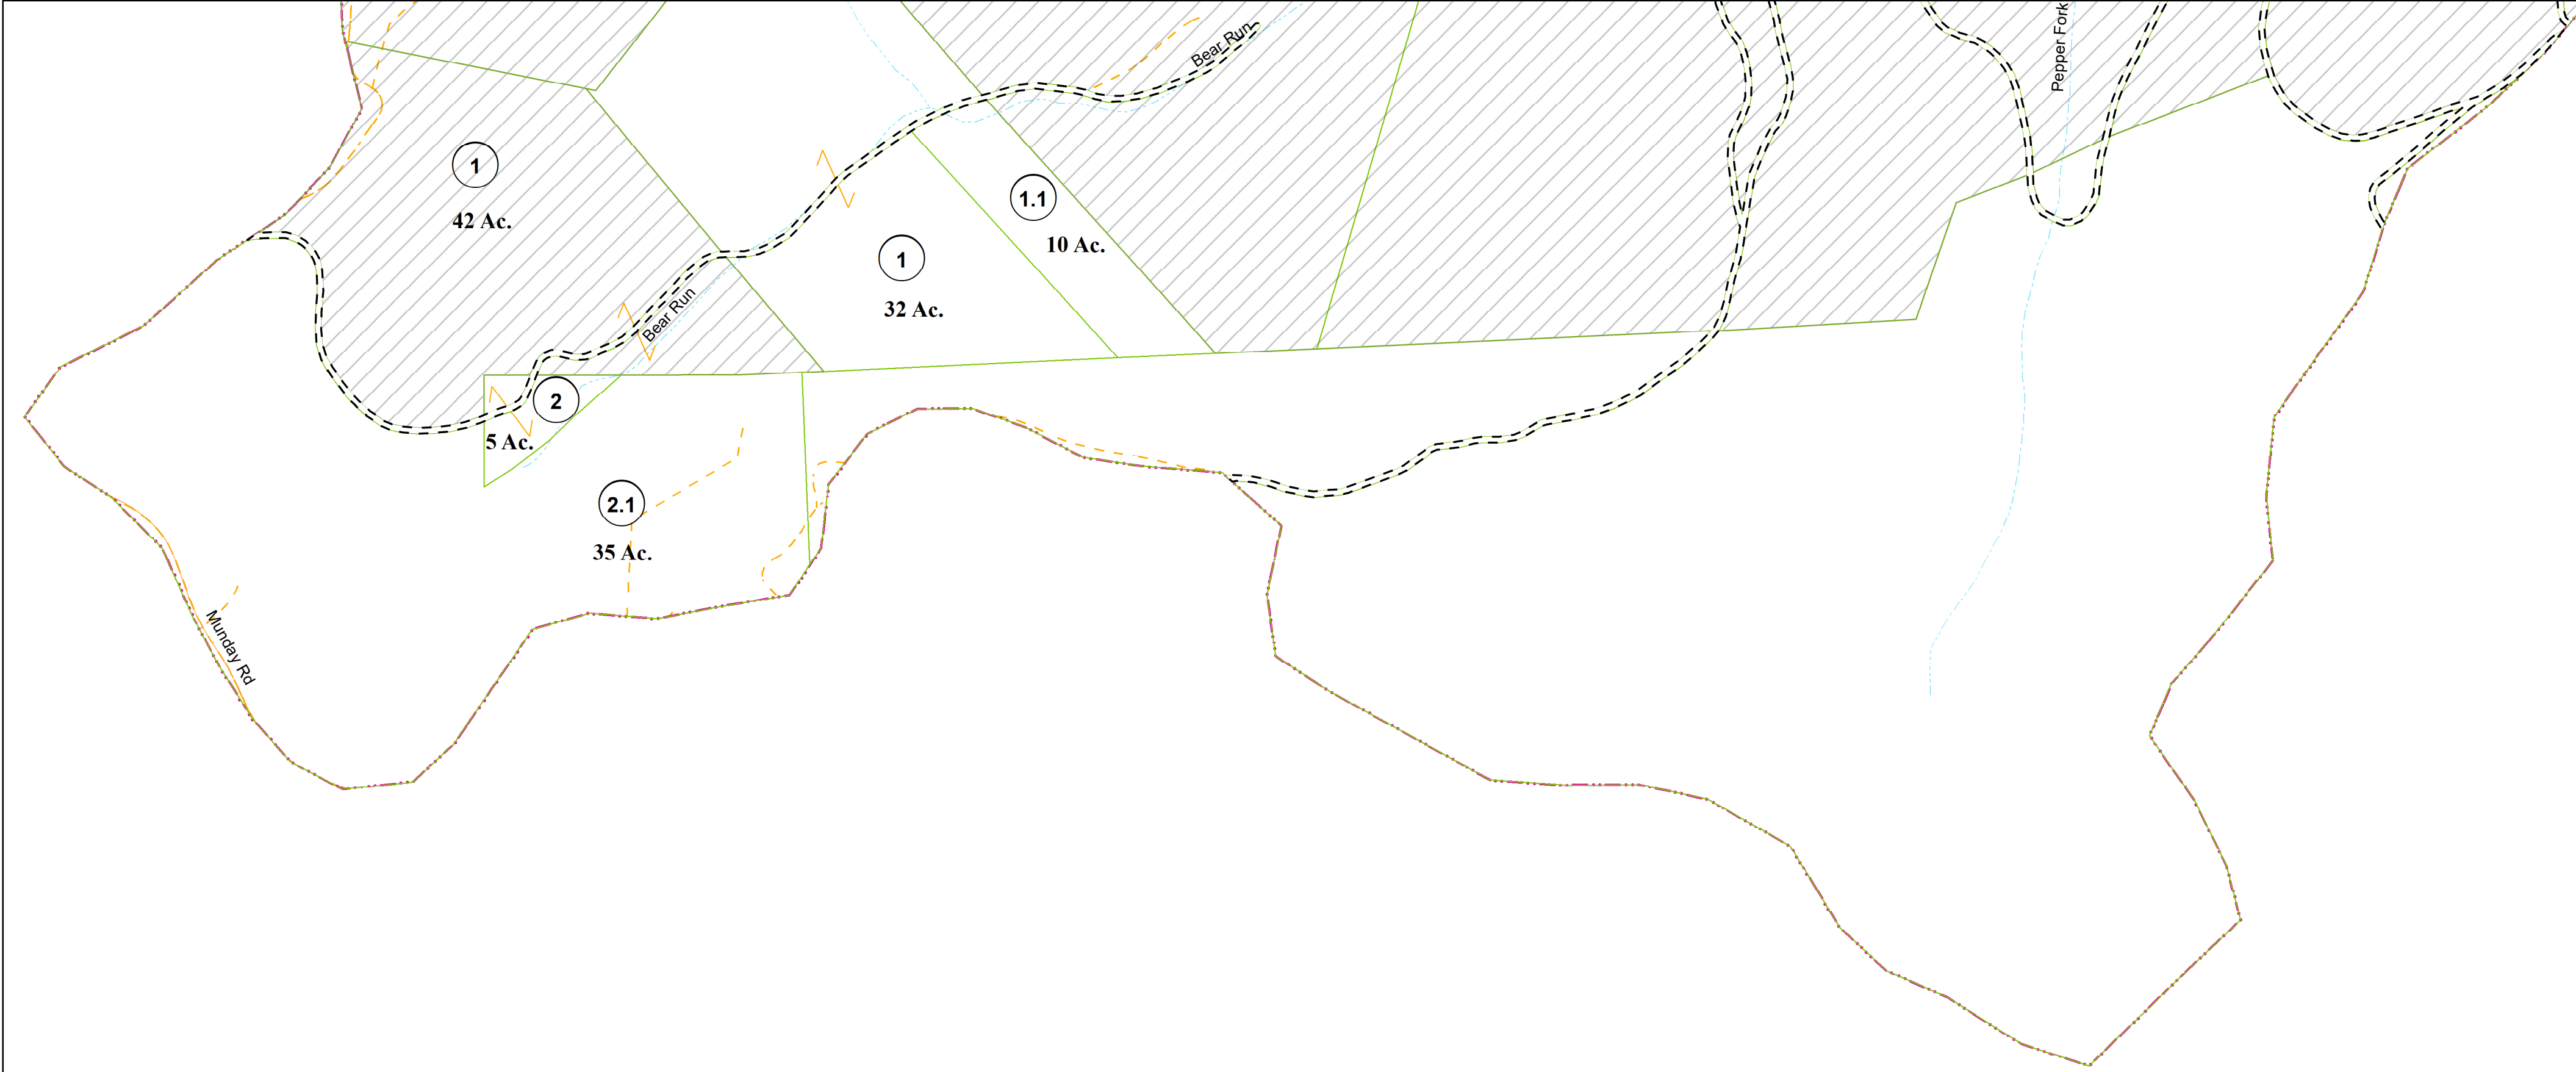 Bear Run
Pepper Fork
1
42 Ac.
1.1
10 Ac.
1
32 Ac.
Bear Run
2
5 Ac.
2.1
35 Ac.
Munday Rd